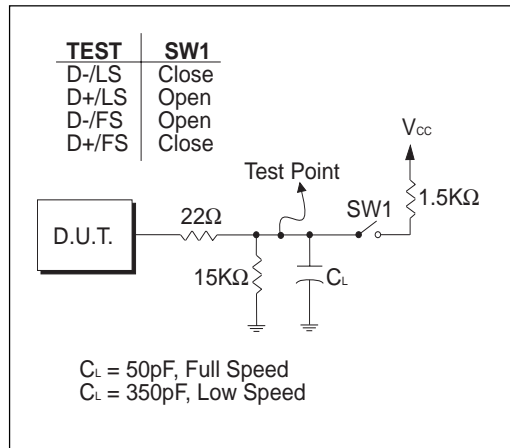 TEST SW1
D-/LS Close
D+/LS Open
D-/FS Open
D+/FS Close
Vcc
Test Point
1.5KΩ
SW1
22Ω
D.U.T.
15KΩ
CL
CL = 50pF, Full Speed
CL = 350pF, Low Speed